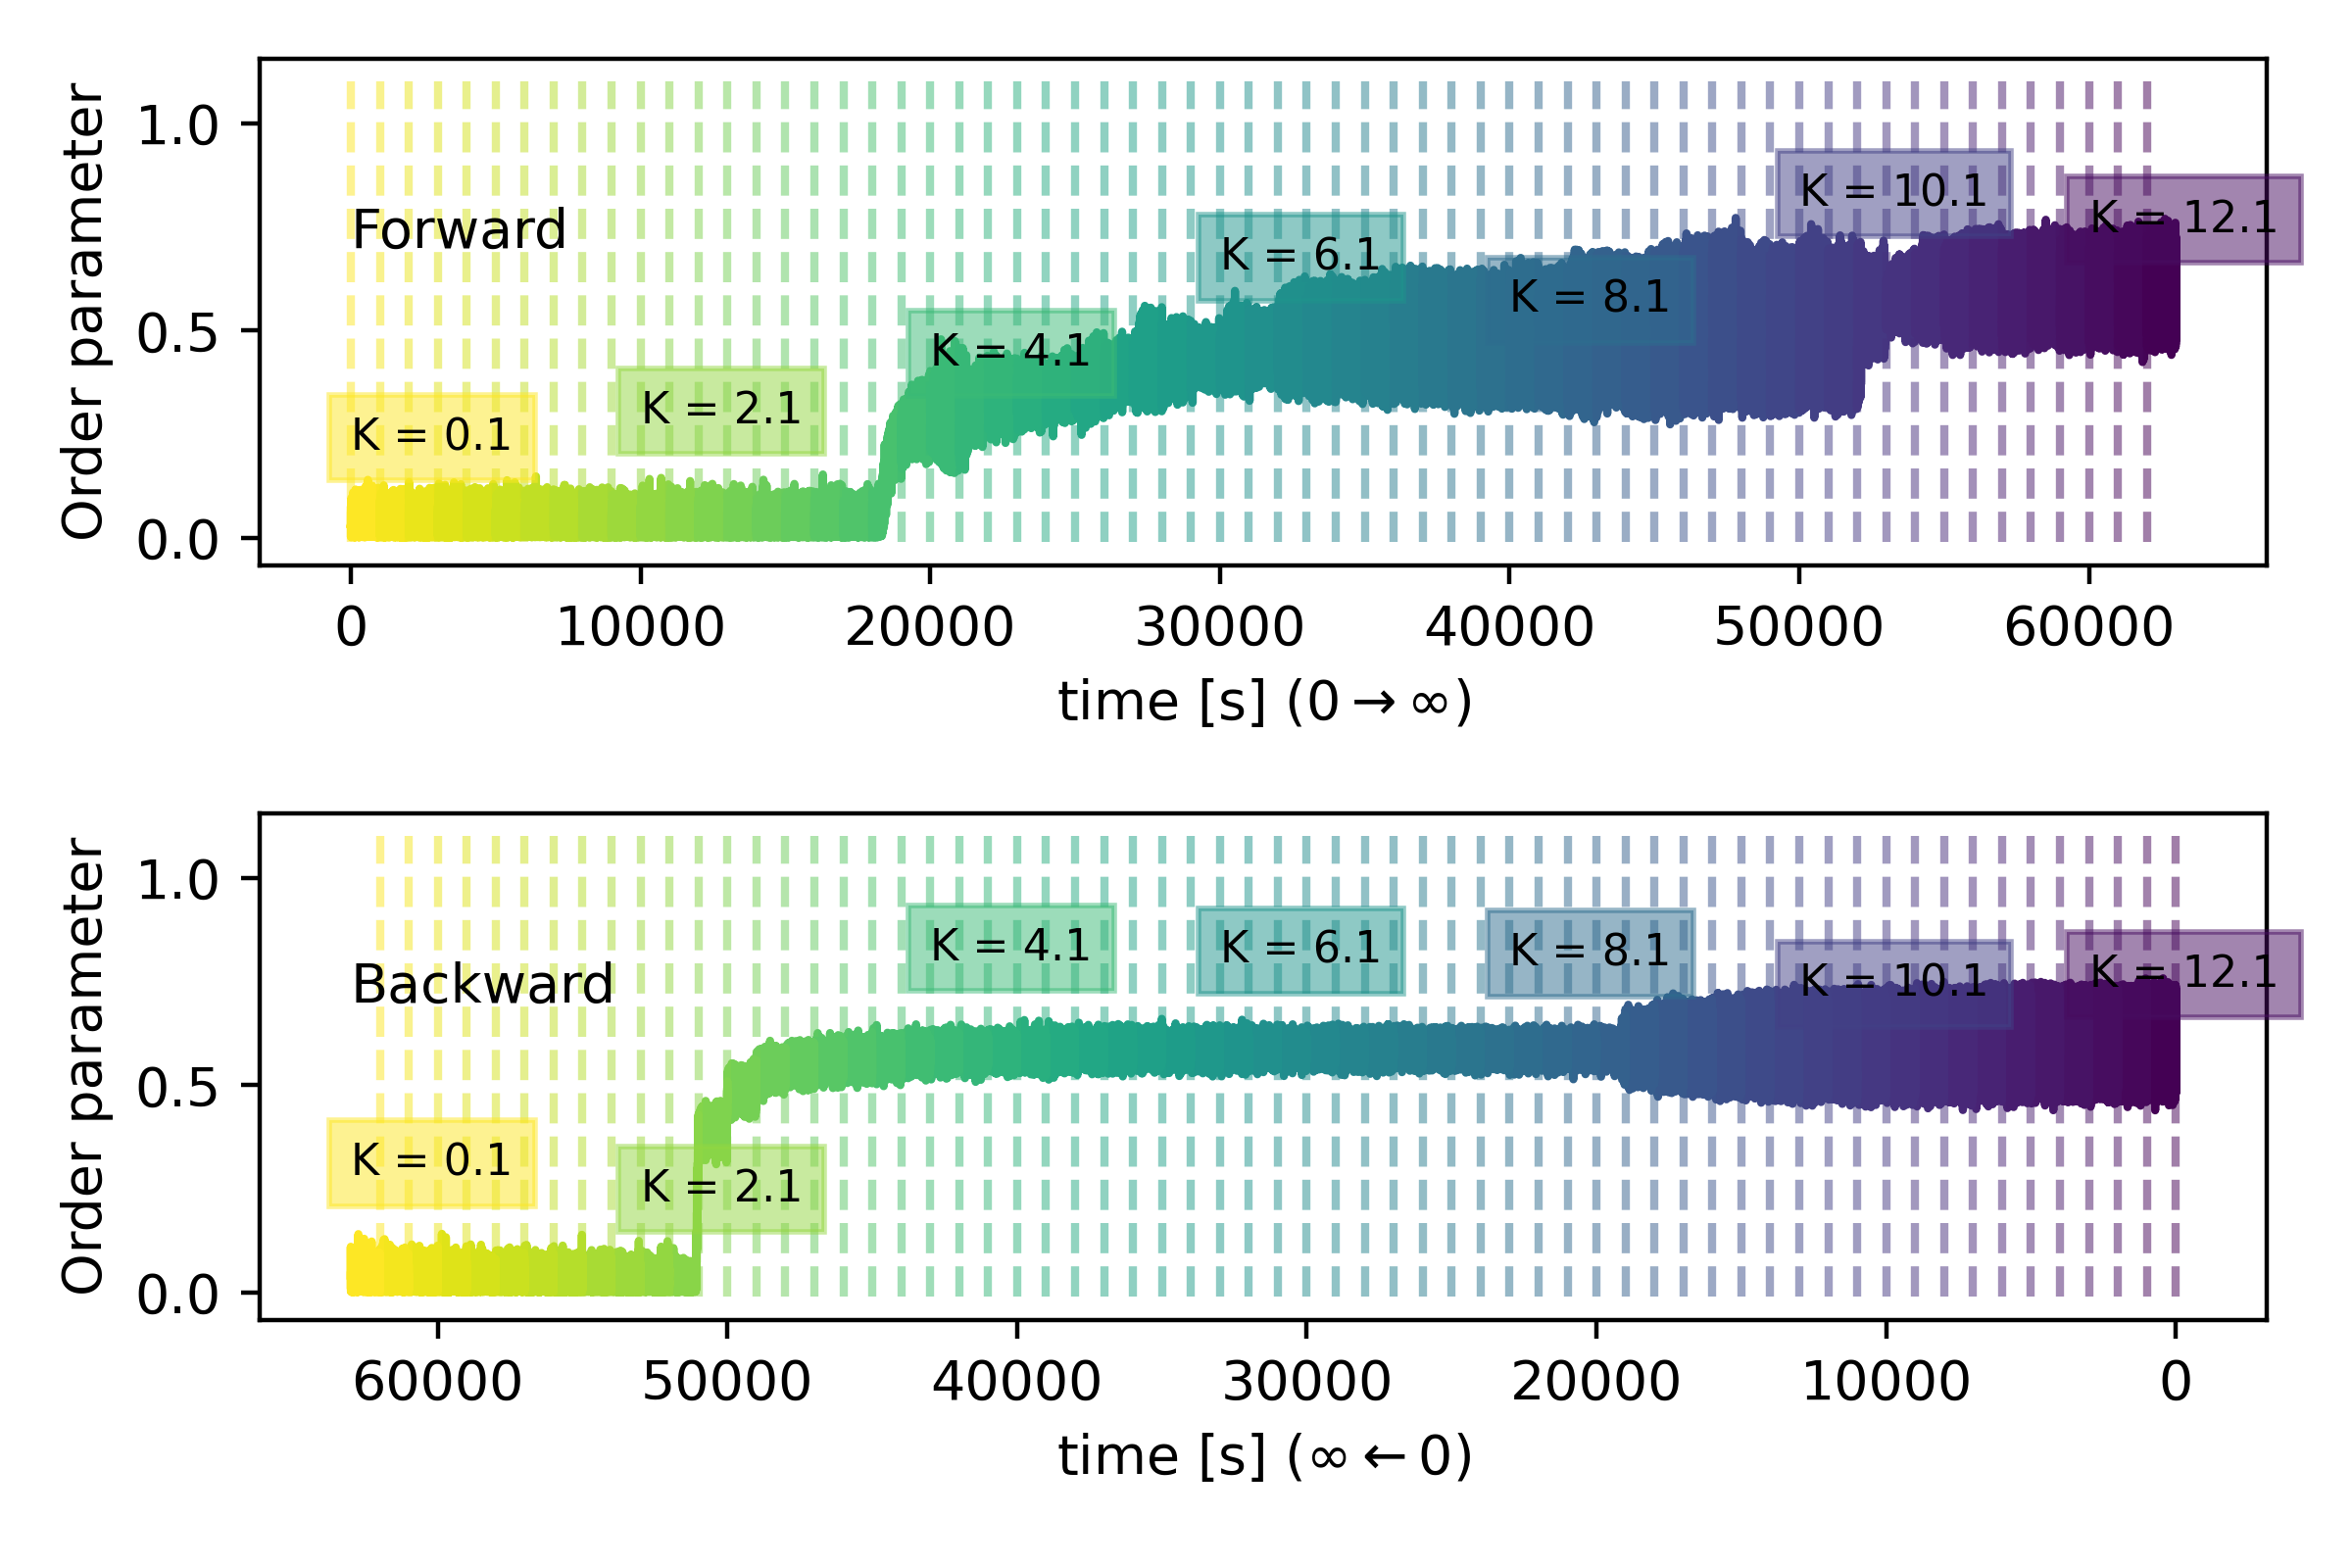 Order parameter
1.0
0.5
0.0
Forward
K = 0.1
K = 2.1
K = 4.1
K = 6.1
K = 8.1
K = 10.1
K = 12.1
0 10000 20000 30000 40000 50000 60000
time [s] (0 → ∞)
Order parameter
1.0
0.5
0.0
Backward
K = 0.1
K = 2.1
K = 4.1
K = 6.1
K = 8.1
K = 10.1
K = 12.1
60000 50000 40000 30000 20000 10000 0
time [s] (∞ ← 0)